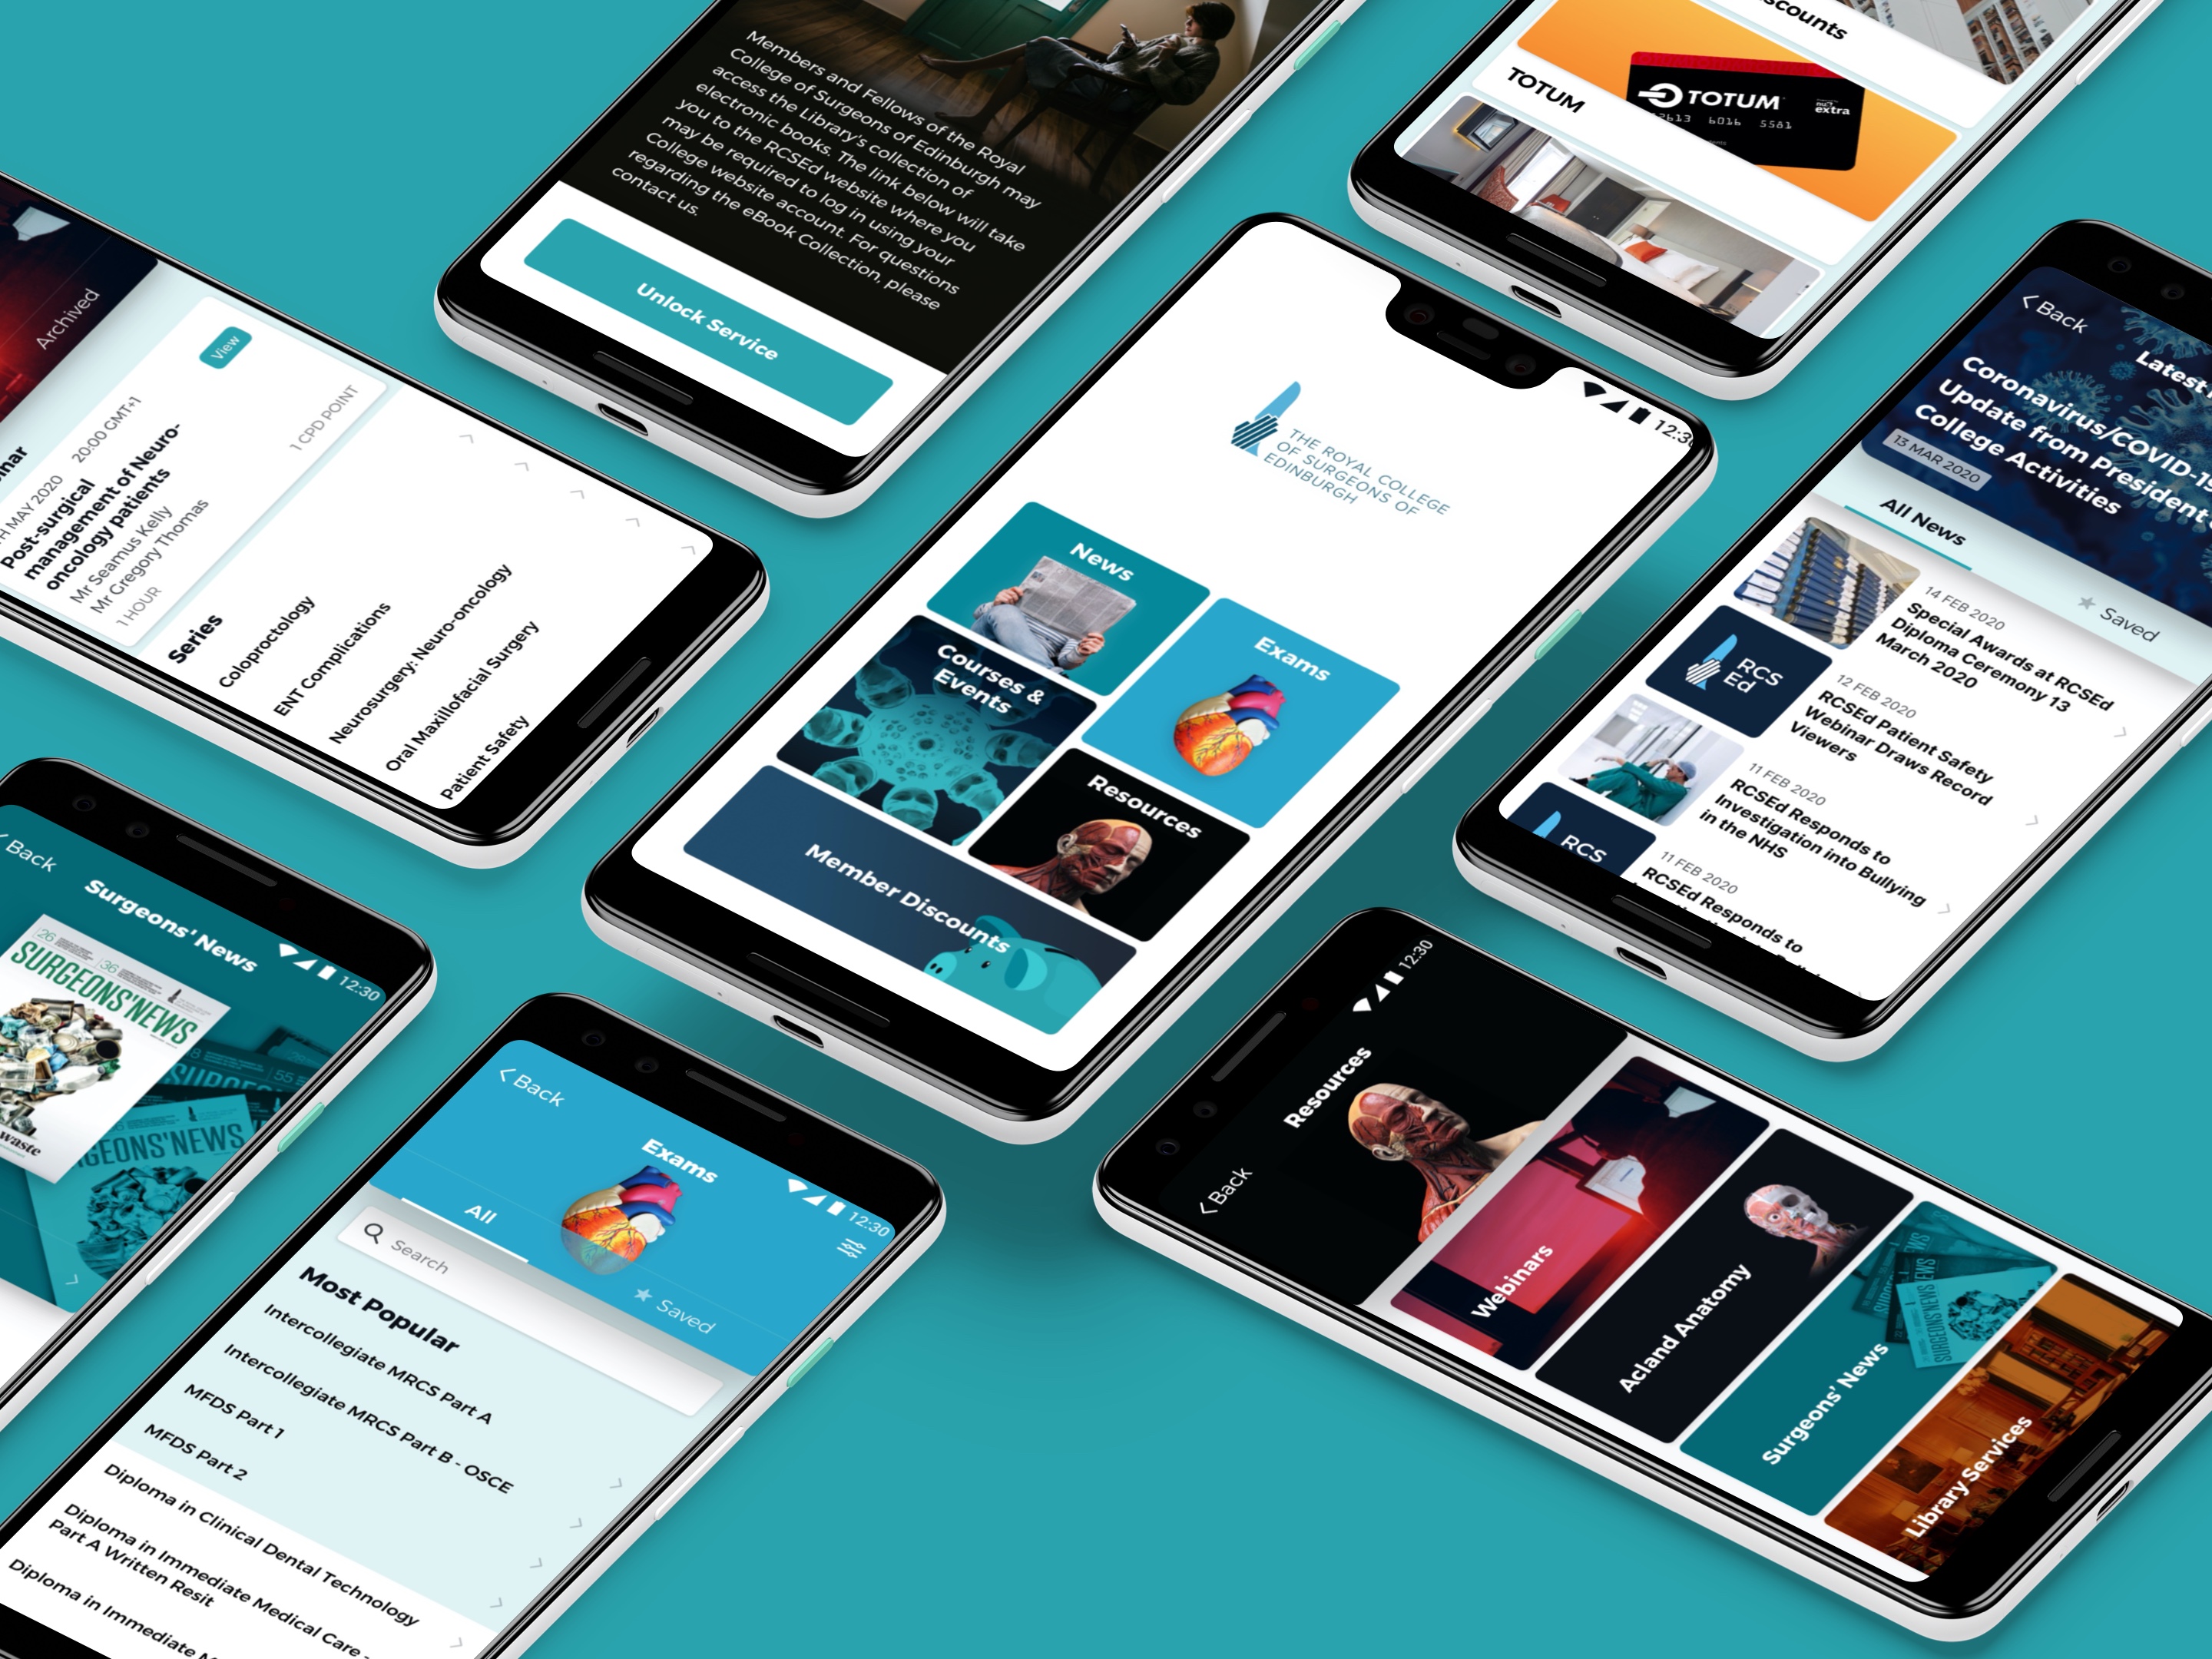 Members and Fellows of the Royal
College of Surgeons of Edinburgh may
access the Library's collection of
electronic books. The link below will take
you to the RCSEd website where you
may be required to log in using your
College website account. For questions
regarding the eBook Collection, please
contact us.
Unlock Service
TOTUM
TOTUM
extra
6016 5581
Archived
View
20:00 GMT+1
MAY 2020
Post-surgical
management of Neuro-
oncology patients
Mr Seamus Kelly
Mr Gregory Thomas
1 HOUR
1 CPD POINT
Series
Coloproctology
ENT Complications
Neurosurgery: Neuro-oncology
Oral Maxillofacial Surgery
Patient Safety
12:30
THE ROYAL COLLEGE
OF SURGEONS OF
EDINBURGH
News
Exams
Courses &
Events
Resources
Member Discounts
Back
Latest
Coronavirus/COVID-19
Update from President
College Activities
13 MAR 2020
All News
Saved
14 FEB 2020
Special Awards at RCSEd
Diploma Ceremony 13
March 2020
RCS
Ed
12 FEB 2020
RCSEd Patient Safety
Webinar Draws Record
Viewers
11 FEB 2020
RCSEd Responds to
Investigation into Bullying
in the NHS
RCS
11 FEB 2020
RCSEd Responds to
Back
Surgeons' News
12:30
26
36
SURGEONS'NEWS
waste
55
GEONS'NEWS
Back
Exams
12:30
All
Saved
Search
Most Popular
Intercollegiate MRCS Part A
Intercollegiate MRCS Part B - OSCE
MFDS Part 1
MFDS Part 2
Diploma in Clinical Dental Technology
Diploma in Immediate Medical Care -
Part A Written Resit
Diploma in Immediate
12:30
Resources
Back
Webinars
Acland Anatomy
Surgeons' News
Library Services